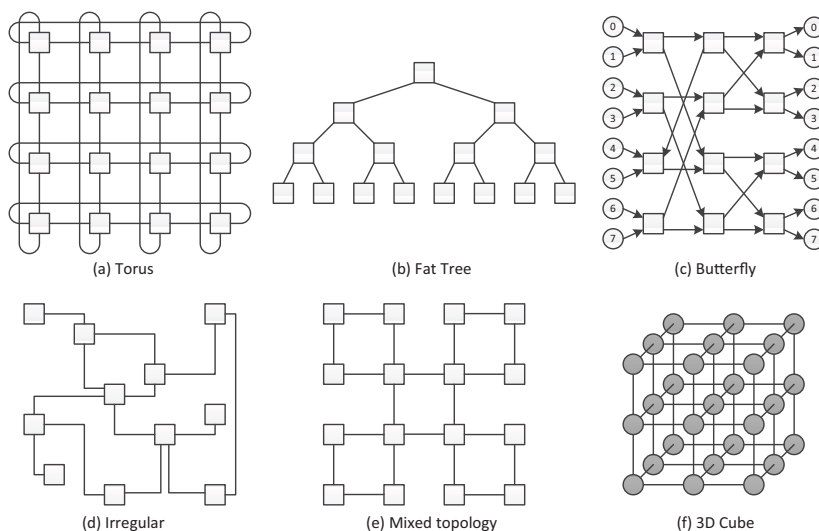 0
0
1
1
2
2
3
3
4
4
5
5
6
6
7
7
(a) Torus
(b) Fat Tree
(c) Butterfly
(d) Irregular
(e) Mixed topology
(f) 3D Cube